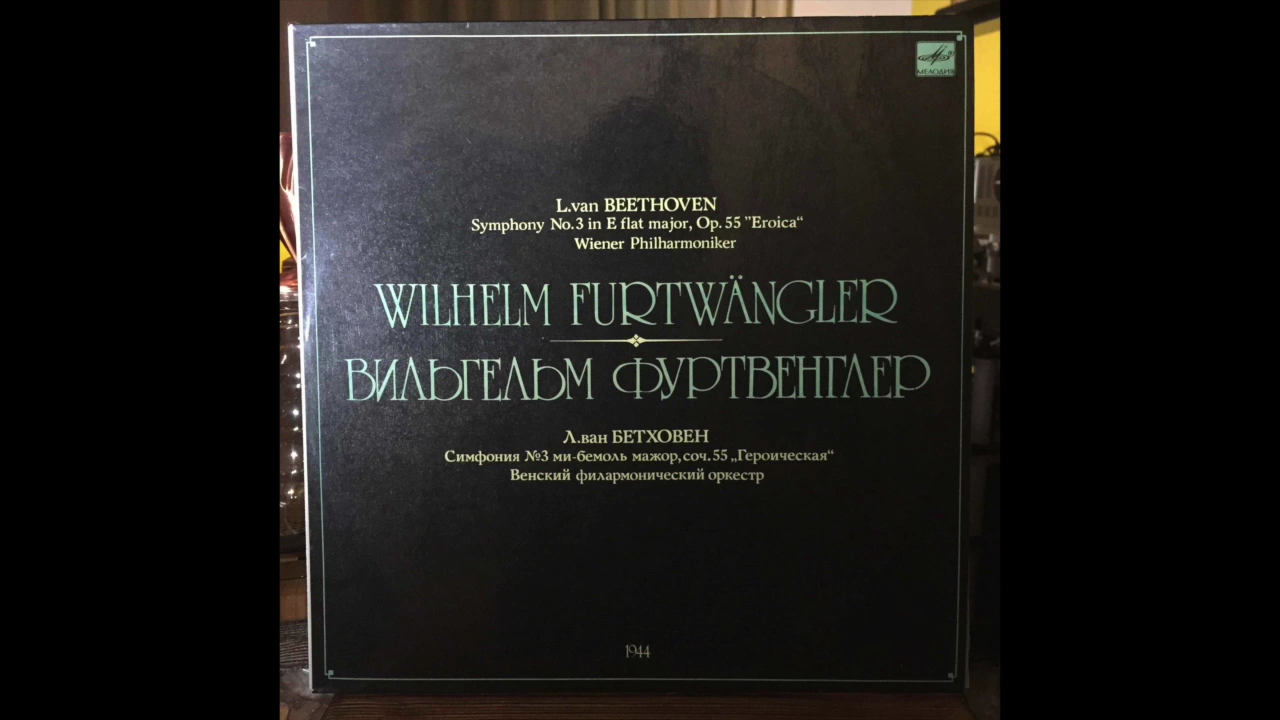 МЕЛОДИЯ
L.van BEETHOVEN
Symphony No.3 in E flat major, Op. 55 "Eroica“
Wiener Philharmoniker
WILHELM FURTWÄNGLER
ВИЛЬГЕЛЬМ ФУРТВЕНГЛЕР
Л.ван БЕТХОВЕН
Симфония №3 ми-бемоль мажор, соч. 55 „Героическая“
Венский филармонический оркестр
1944